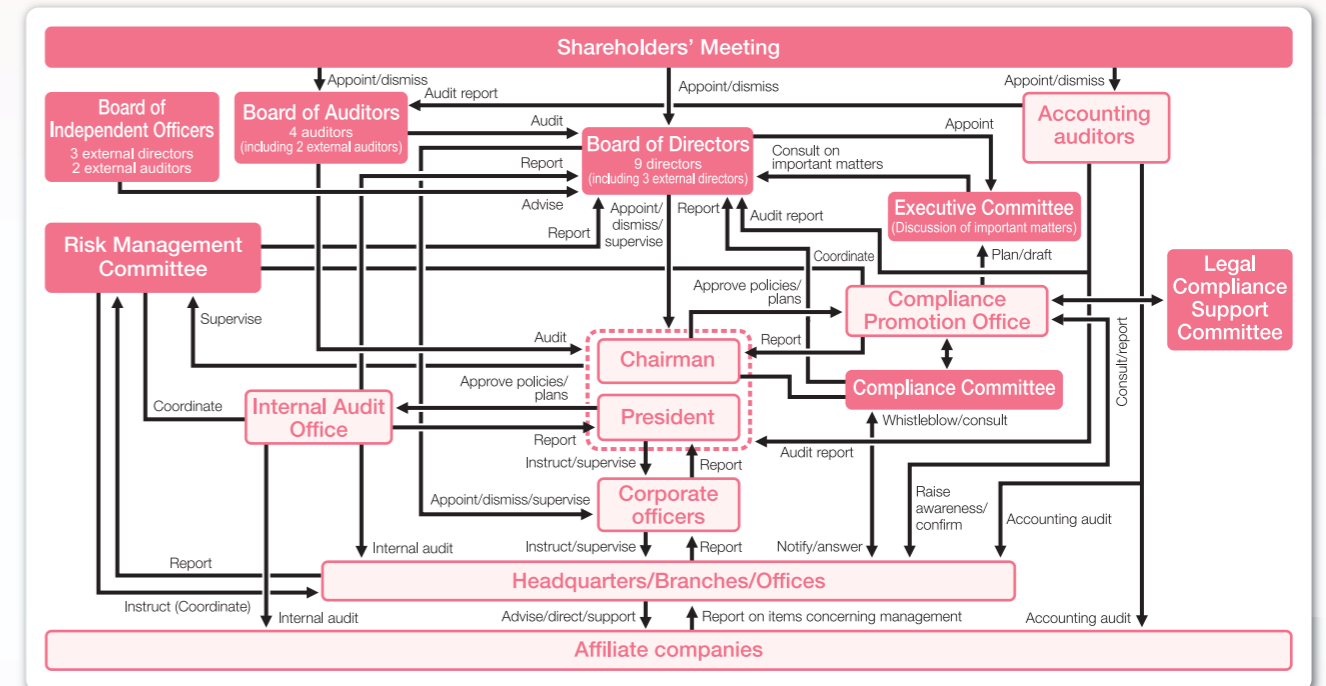 Shareholders' Meeting
Appoint/dismiss
Audit report
Appoint/dismiss
Appoint/dismiss
Board of
Independent Officers
3 external directors
2 external auditors
Board of Auditors
4 auditors
(including 2 external auditors)
Audit
Board of Directors
9 directors
(including 3 external directors)
Appoint
Consult on
important matters
Accounting
auditors
Report
Advise
Executive Committee
(Discussion of important matters)
Risk Management
Committee
Report
Appoint/
dismiss/
supervise
Report
Audit report
Coordinate
Plan/draft
Legal
Compliance
Support
Committee
Approve policies/
plans
Compliance
Promotion Office
Supervise
Audit
Chairman
Report
Consult/report
Approve policies/
plans
Compliance Committee
Coordinate
Internal Audit
Office
President
Whistleblow/consult
Report
Audit report
Instruct/supervise
Report
Appoint/dismiss/supervise
Corporate
officers
Raise
awareness/
confirm
Accounting audit
Internal audit
Instruct/supervise
Report
Notify/answer
Report
Headquarters/Branches/Offices
Instruct (Coordinate)
Internal audit
Advise/direct/support
Report on items concerning management
Accounting audit
Affiliate companies